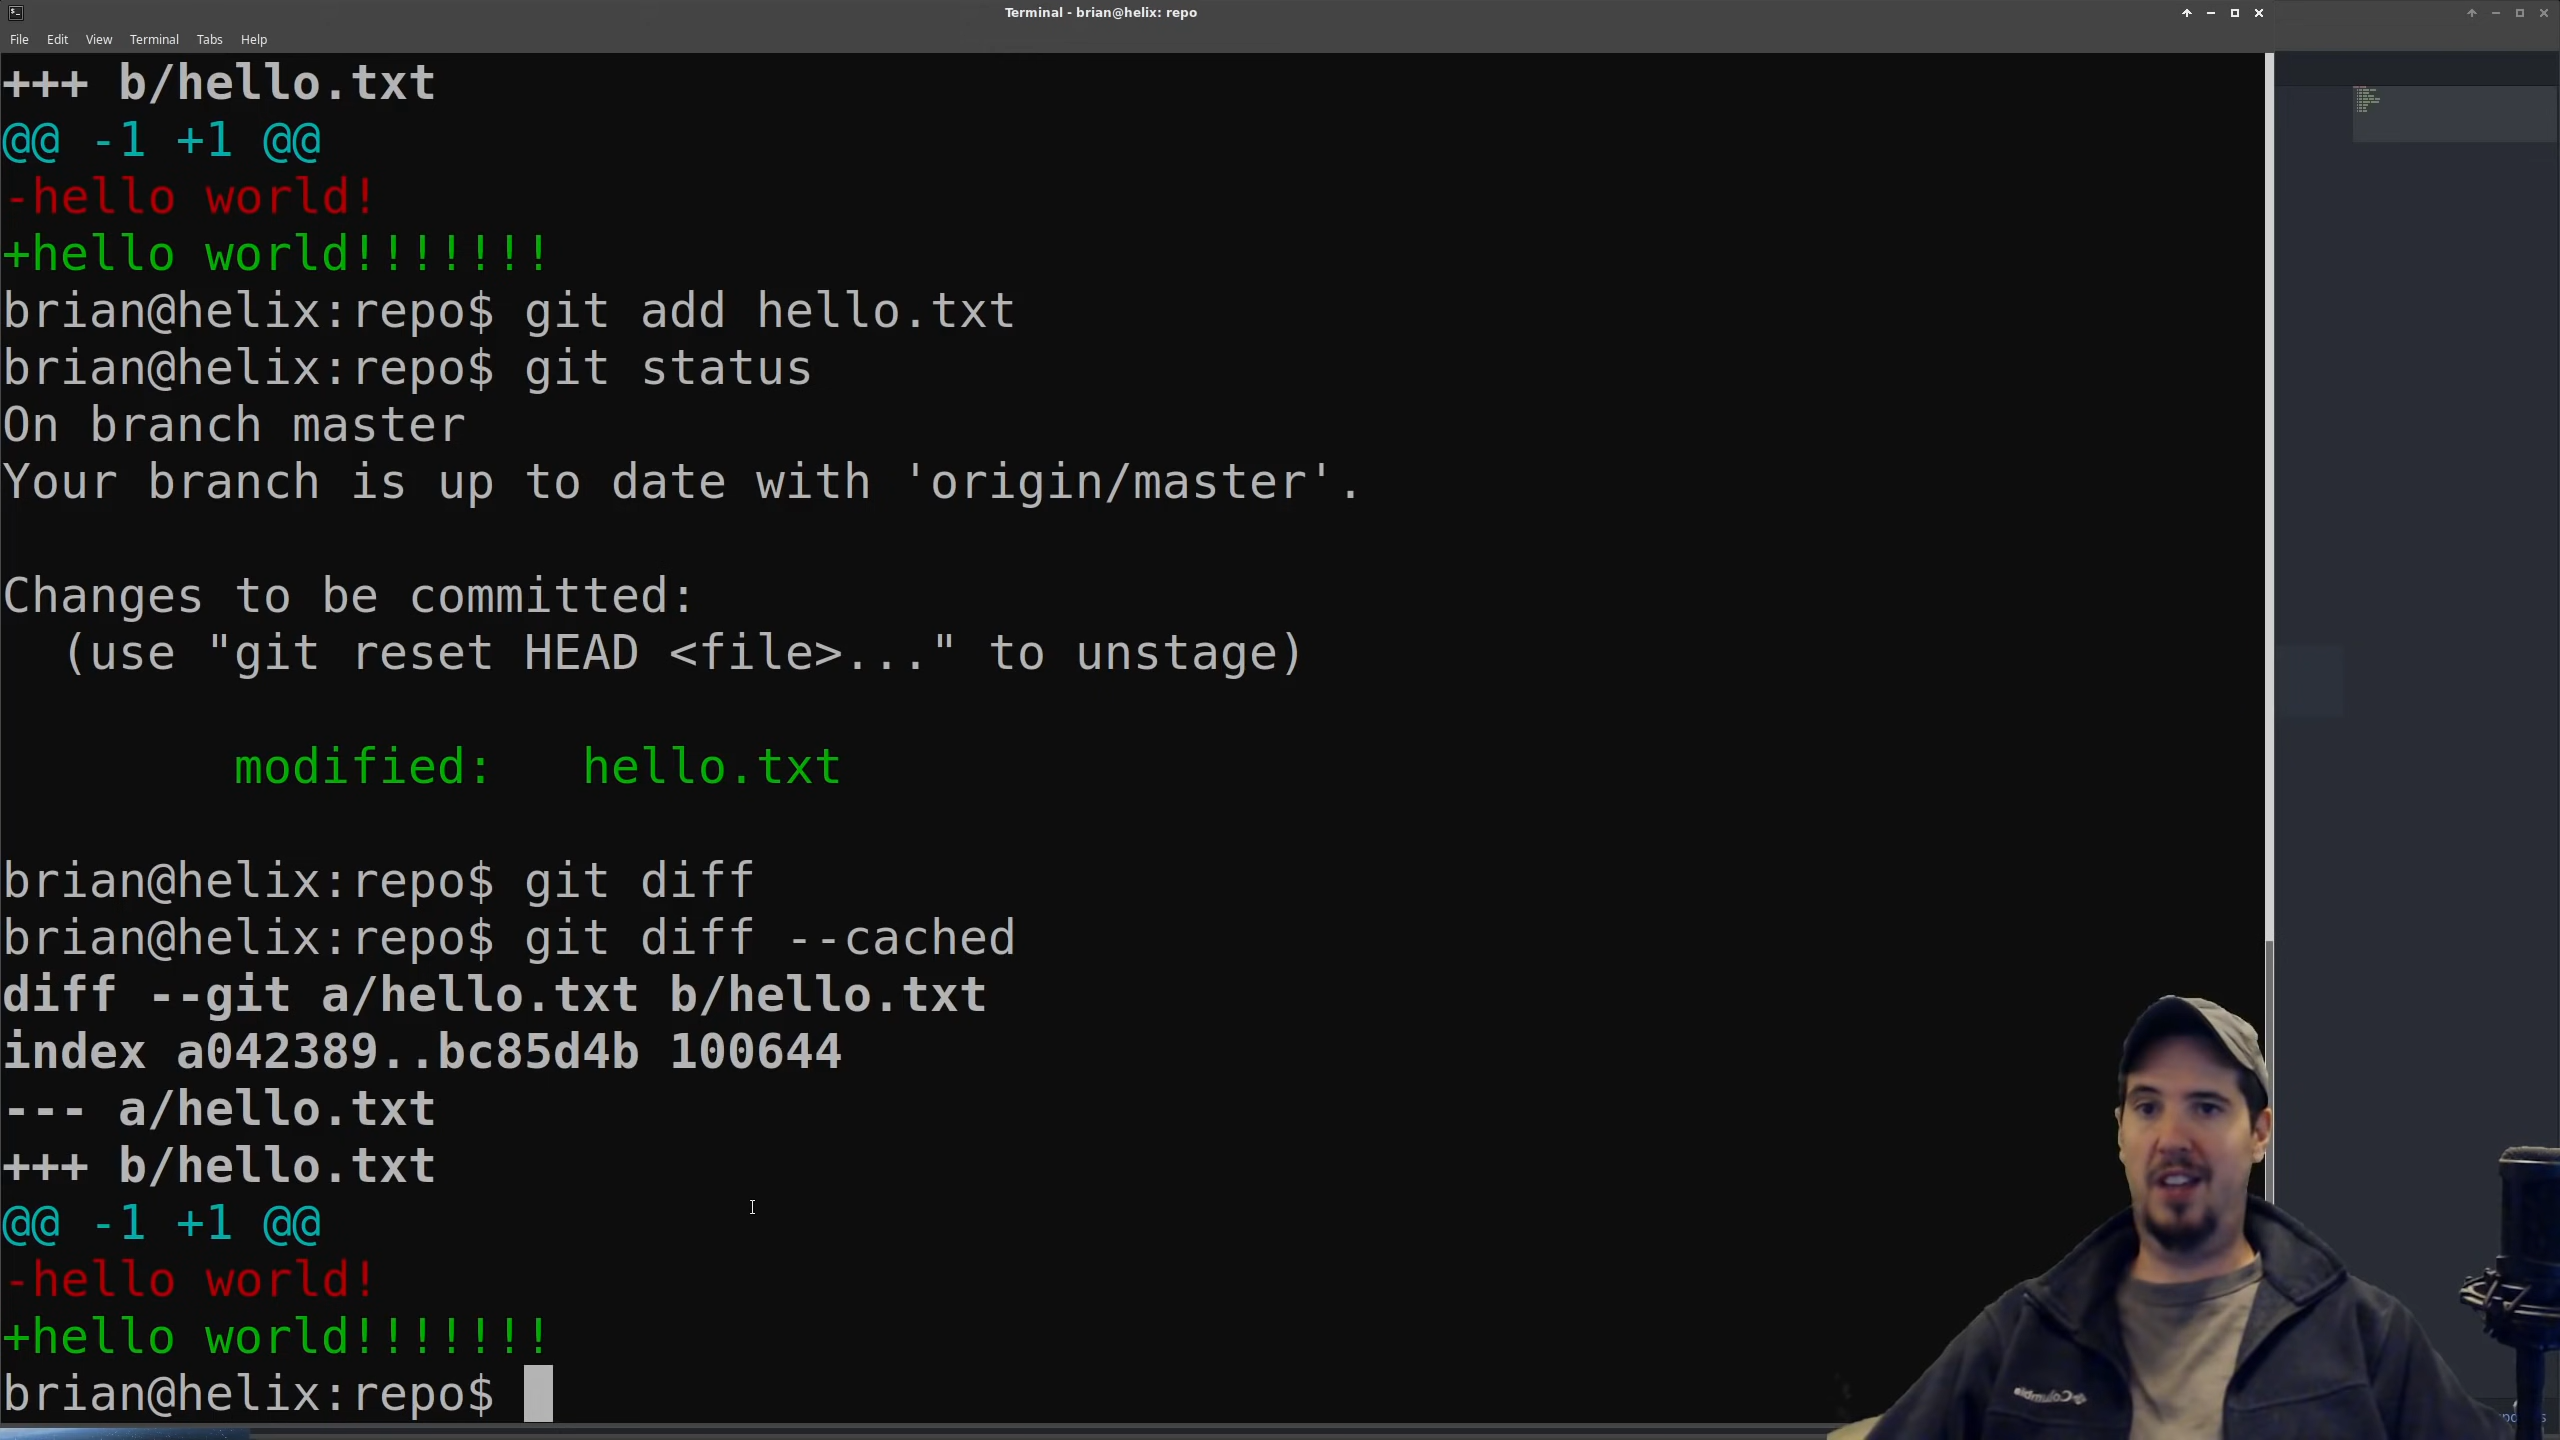 Terminal - brian@helix: repo
File Edit View Terminal Tabs Help
+++ b/hello.txt
@@ -1 +1 @@
-hello world!
+hello world!!!!!!!
brian@helix:repo$ git add hello.txt
brian@helix:repo$ git status
On branch master
Your branch is up to date with 'origin/master'.
Changes to be committed:
(use "git reset HEAD <file>..." to unstage)
modified: hello.txt
brian@helix:repo$ git diff
brian@helix:repo$ git diff --cached
diff --git a/hello.txt b/hello.txt
index a042389..bc85d4b 100644
--- a/hello.txt
+++ b/hello.txt
@@ -1 +1 @@
-hello world!
+hello world!!!!!!!
brian@helix:repo$
Columbia